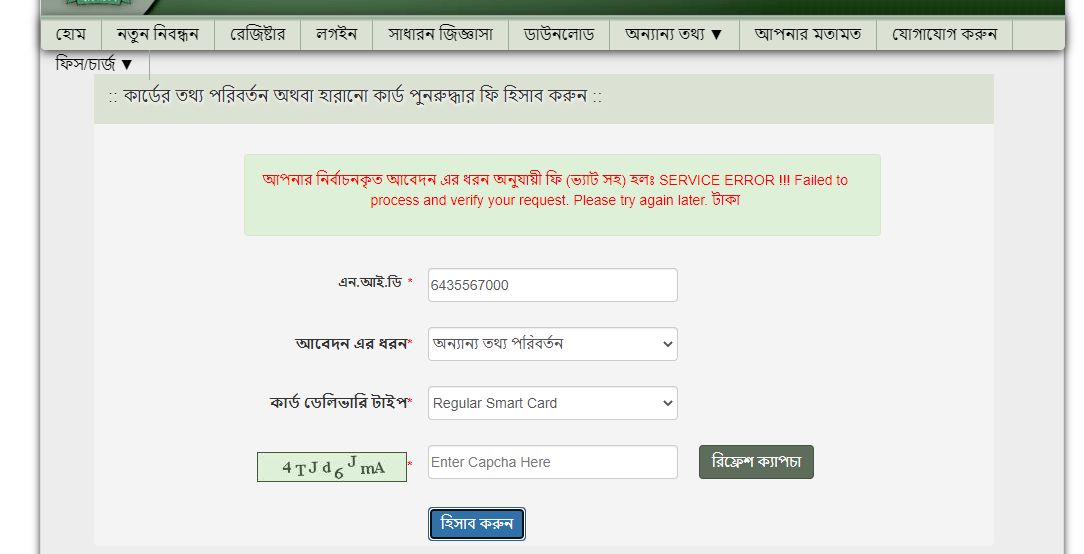 হোম নতুন নিবন্ধন রেজিষ্টার লগইন সাধারন জিজ্ঞাসা ডাউনলোড অন্যান্য তথ্য ▼ আপনার মতামত যোগাযোগ করুন
ফিস/চার্জ ▼
:: কার্ডের তথ্য পরিবর্তন অথবা হারানো কার্ড পুনরুদ্ধার ফি হিসাব করুন ::
আপনার নির্বাচনকৃত আবেদন এর ধরন অনুযায়ী ফি (ভ্যাট সহ) হলঃ SERVICE ERROR !!! Failed to
process and verify your request. Please try again later. টাকা
এন.আই.ডি * 6435567000
আবেদন এর ধরন* অন্যান্য তথ্য পরিবর্তন
কার্ড ডেলিভারি টাইপ* Regular Smart Card
4TJd6JmA * Enter Capcha Here রিফ্রেশ ক্যাপচা
হিসাব করুন